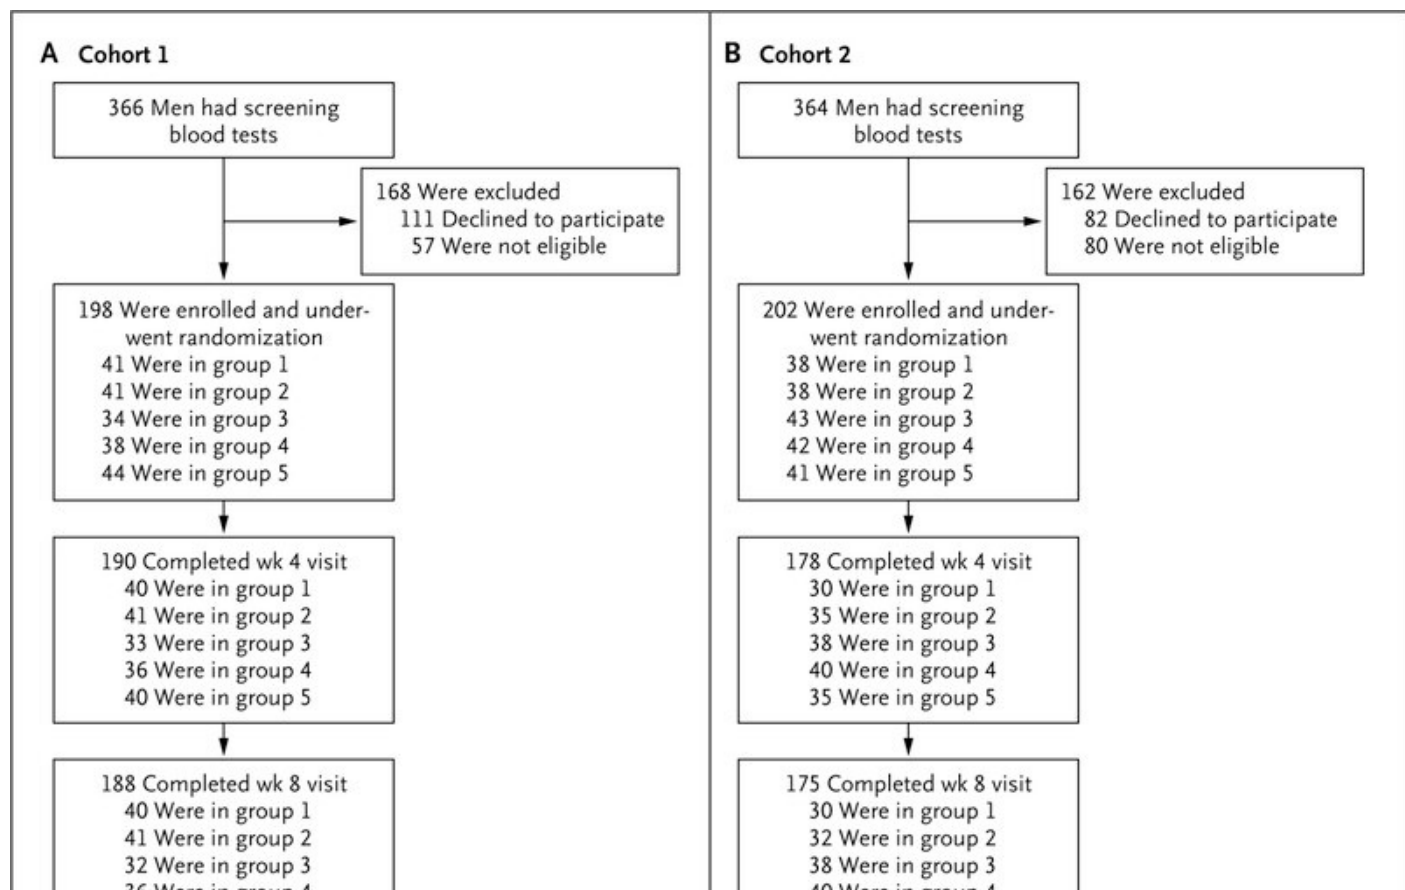 A Cohort 1
366 Men had screening
blood tests
168 Were excluded
111 Declined to participate
57 Were not eligible
198 Were enrolled and under-
went randomization
41 Were in group 1
41 Were in group 2
34 Were in group 3
38 Were in group 4
44 Were in group 5
190 Completed wk 4 visit
40 Were in group 1
41 Were in group 2
33 Were in group 3
36 Were in group 4
40 Were in group 5
188 Completed wk 8 visit
40 Were in group 1
41 Were in group 2
32 Were in group 3
36 Were in group 4
B Cohort 2
364 Men had screening
blood tests
162 Were excluded
82 Declined to participate
80 Were not eligible
202 Were enrolled and under-
went randomization
38 Were in group 1
38 Were in group 2
43 Were in group 3
42 Were in group 4
41 Were in group 5
178 Completed wk 4 visit
30 Were in group 1
35 Were in group 2
38 Were in group 3
40 Were in group 4
35 Were in group 5
175 Completed wk 8 visit
30 Were in group 1
32 Were in group 2
38 Were in group 3
40 Were in group 4